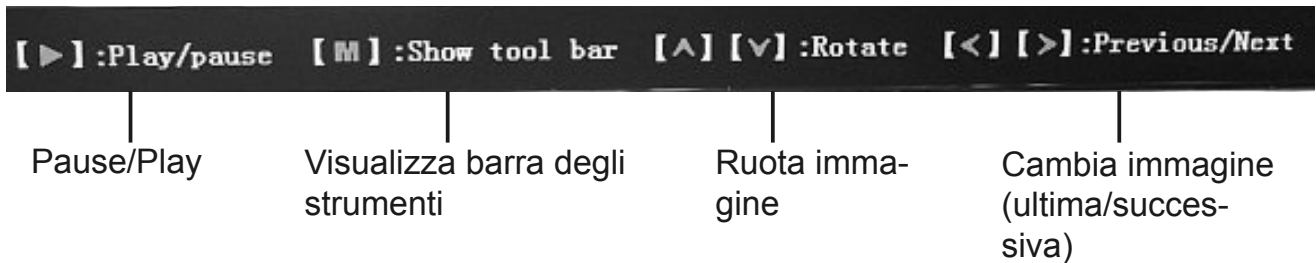 [▶]:Play/pause [M]:Show tool bar [∧] [∨]:Rotate [<] [>]:Previous/Next
Pause/Play
Visualizza barra degli
strumenti
Ruota imma-
gine
Cambia immagine
(ultima/succes-
siva)